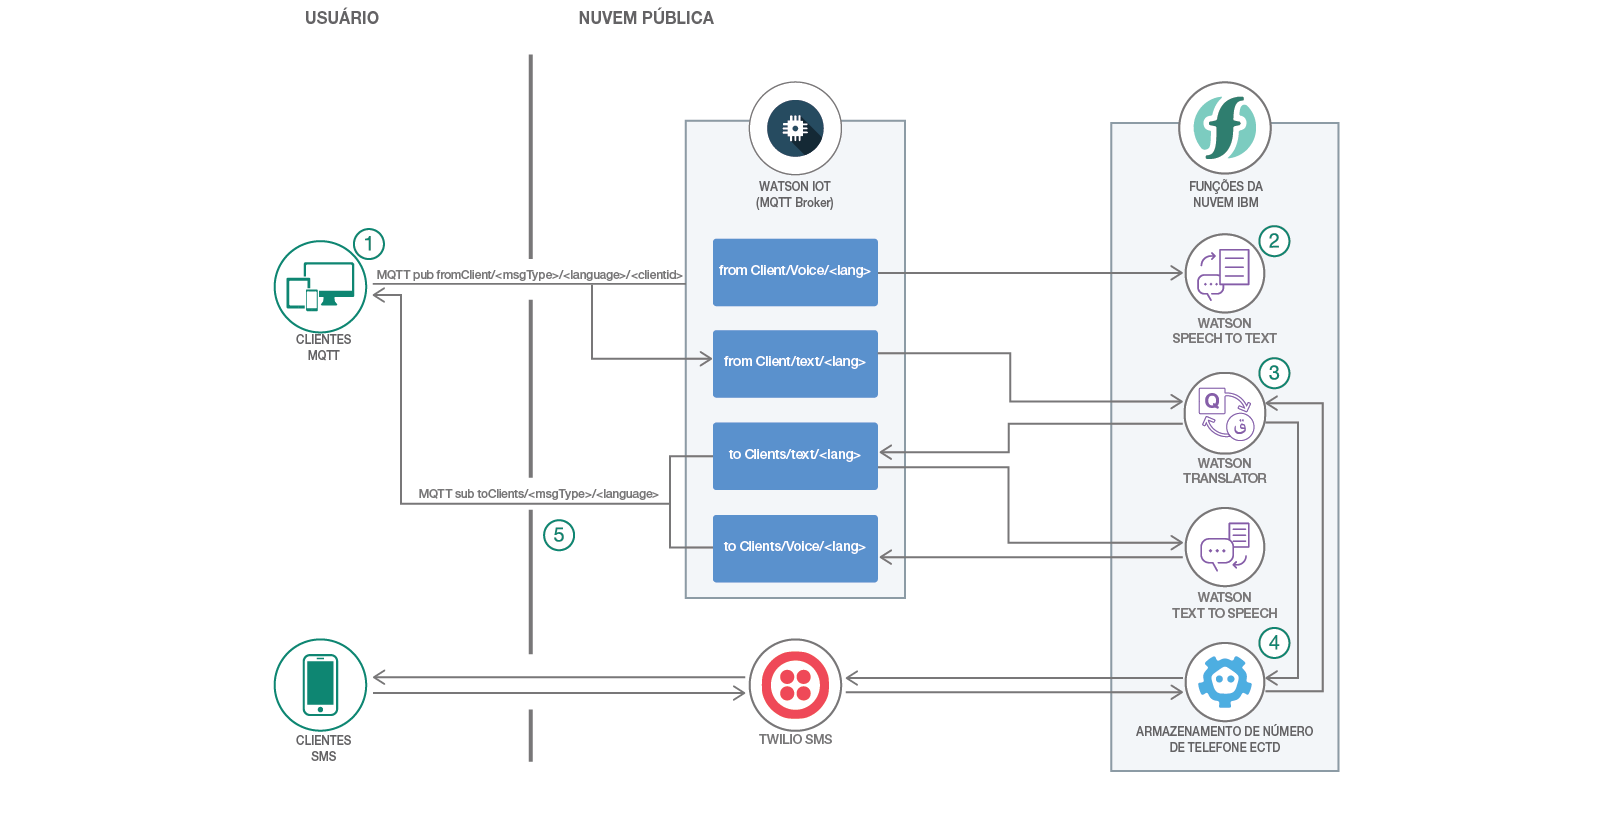 USUÁRIO
NUVEM PÚBLICA
WATSON IOT
(MQTT Broker)
FUNÇÕES DA
NUVEM IBM
1
MQTT pub fromClient/<msgType>/<language>/<clientid>
CLIENTES
MQTT
from Client/Voice/<lang>
2
WATSON
SPEECH TO TEXT
from Client/text/<lang>
3
Q
ق
WATSON
TRANSLATOR
to Clients/text/<lang>
MQTT sub toClients/<msgType>/<language>
5
to Clients/Voice/<lang>
WATSON
TEXT TO SPEECH
4
CLIENTES
SMS
TWILIO SMS
ARMAZENAMENTO DE NÚMERO
DE TELEFONE ECTD